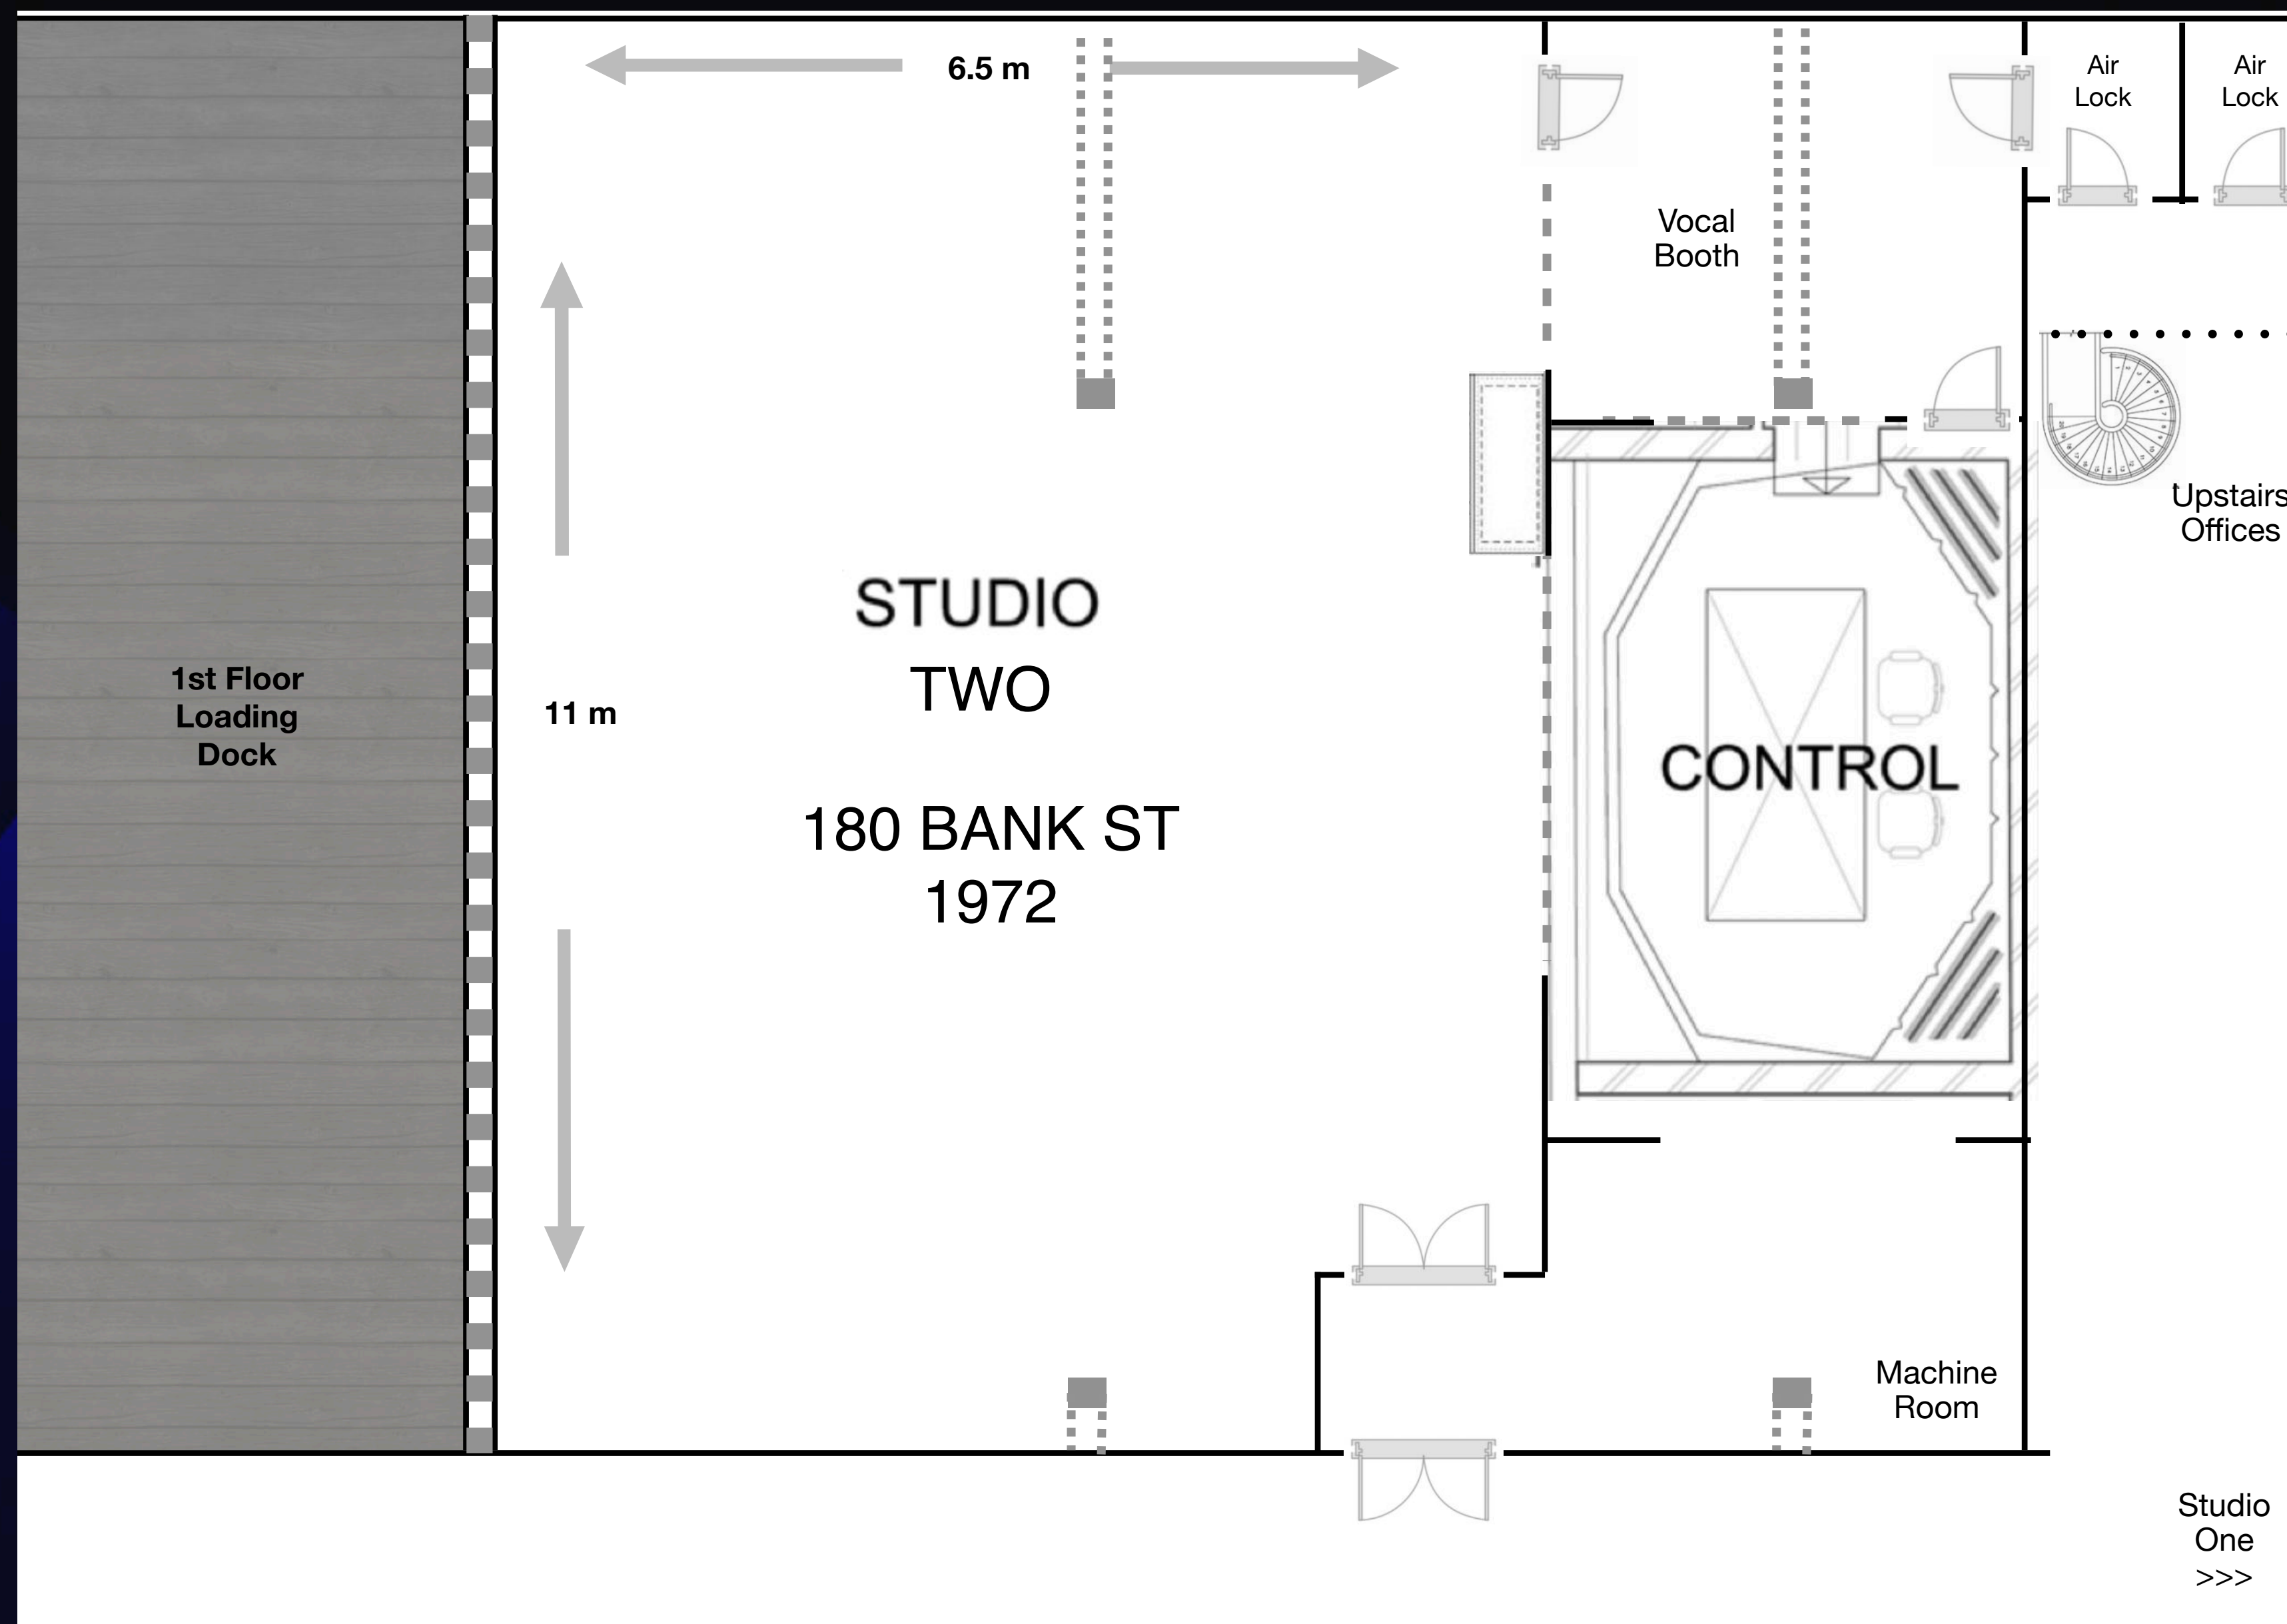 6.5 m
Air
Lock
Air
Lock
Vocal
Booth
Upstairs
Offices
STUDIO
TWO
1st Floor
Loading
Dock
11 m
CONTROL
180 BANK ST
1972
Machine
Room
Studio
One
>>>